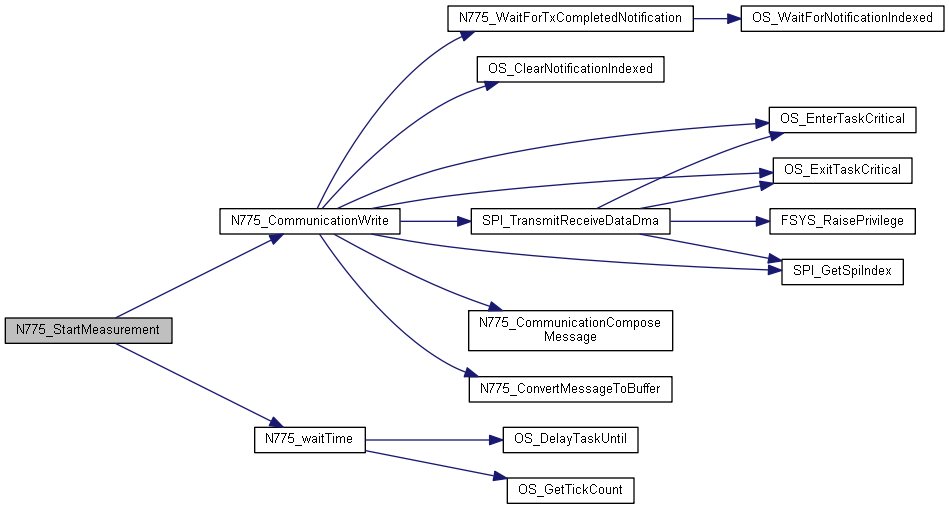 N775_WaitForTxCompletedNotification
OS_WaitForNotificationIndexed
OS_ClearNotificationIndexed
OS_EnterTaskCritical
OS_ExitTaskCritical
N775_CommunicationWrite
SPI_TransmitReceiveDataDma
FSYS_RaisePrivilege
SPI_GetSpiIndex
N775_StartMeasurement
N775_CommunicationCompose
Message
N775_ConvertMessageToBuffer
N775_waitTime
OS_DelayTaskUntil
OS_GetTickCount